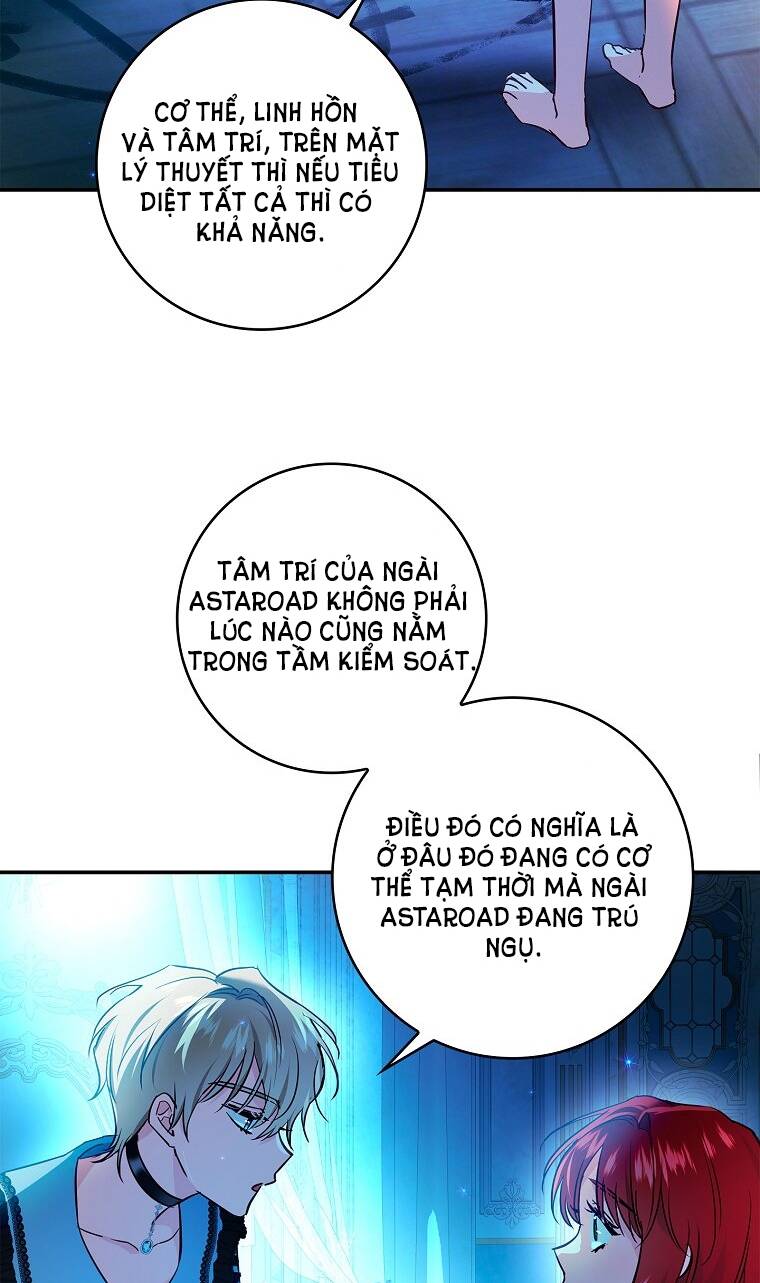 CƠ THỂ, LINH HỒN
VÀ TÂM TRÍ, TRÊN MẶT
LÝ THUYẾT THÌ NẾU TIÊU
DIỆT TẤT CẢ THÌ CÓ
KHẢ NĂNG.
TÂM TRÍ CỦA NGÀI
ASTAROAD KHÔNG PHẢI
LÚC NÀO CŨNG NẰM
TRONG TẦM KIỂM SOÁT.
ĐIỀU ĐÓ CÓ NGHĨA LÀ
Ở ĐÂU ĐÓ ĐANG CÓ CƠ
THỂ TẠM THỜI MÀ NGÀI
ASTAROAD ĐANG TRÚ
NGỤ.